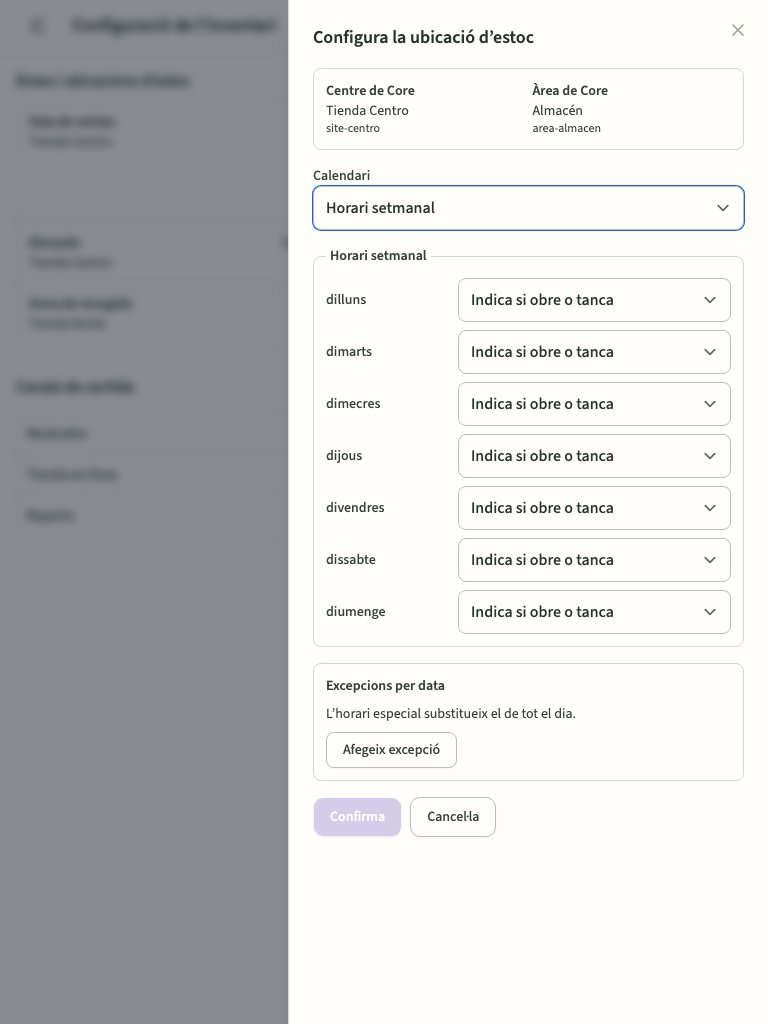 Configuració de l'inventari
Configura la ubicació d’estoc
Centre de Core
Àrea de Core
Tienda Centro
Almacén
site-centro
area-almacen
Calendari
Horari setmanal
Horari setmanal
dilluns
Indica si obre o tanca
dimarts
Indica si obre o tanca
dimecres
Indica si obre o tanca
dijous
Indica si obre o tanca
divendres
Indica si obre o tanca
dissabte
Indica si obre o tanca
diumenge
Indica si obre o tanca
Excepcions per data
L’horari especial substitueix el de tot el dia.
Afegeix excepció
Confirma
Cancel·la